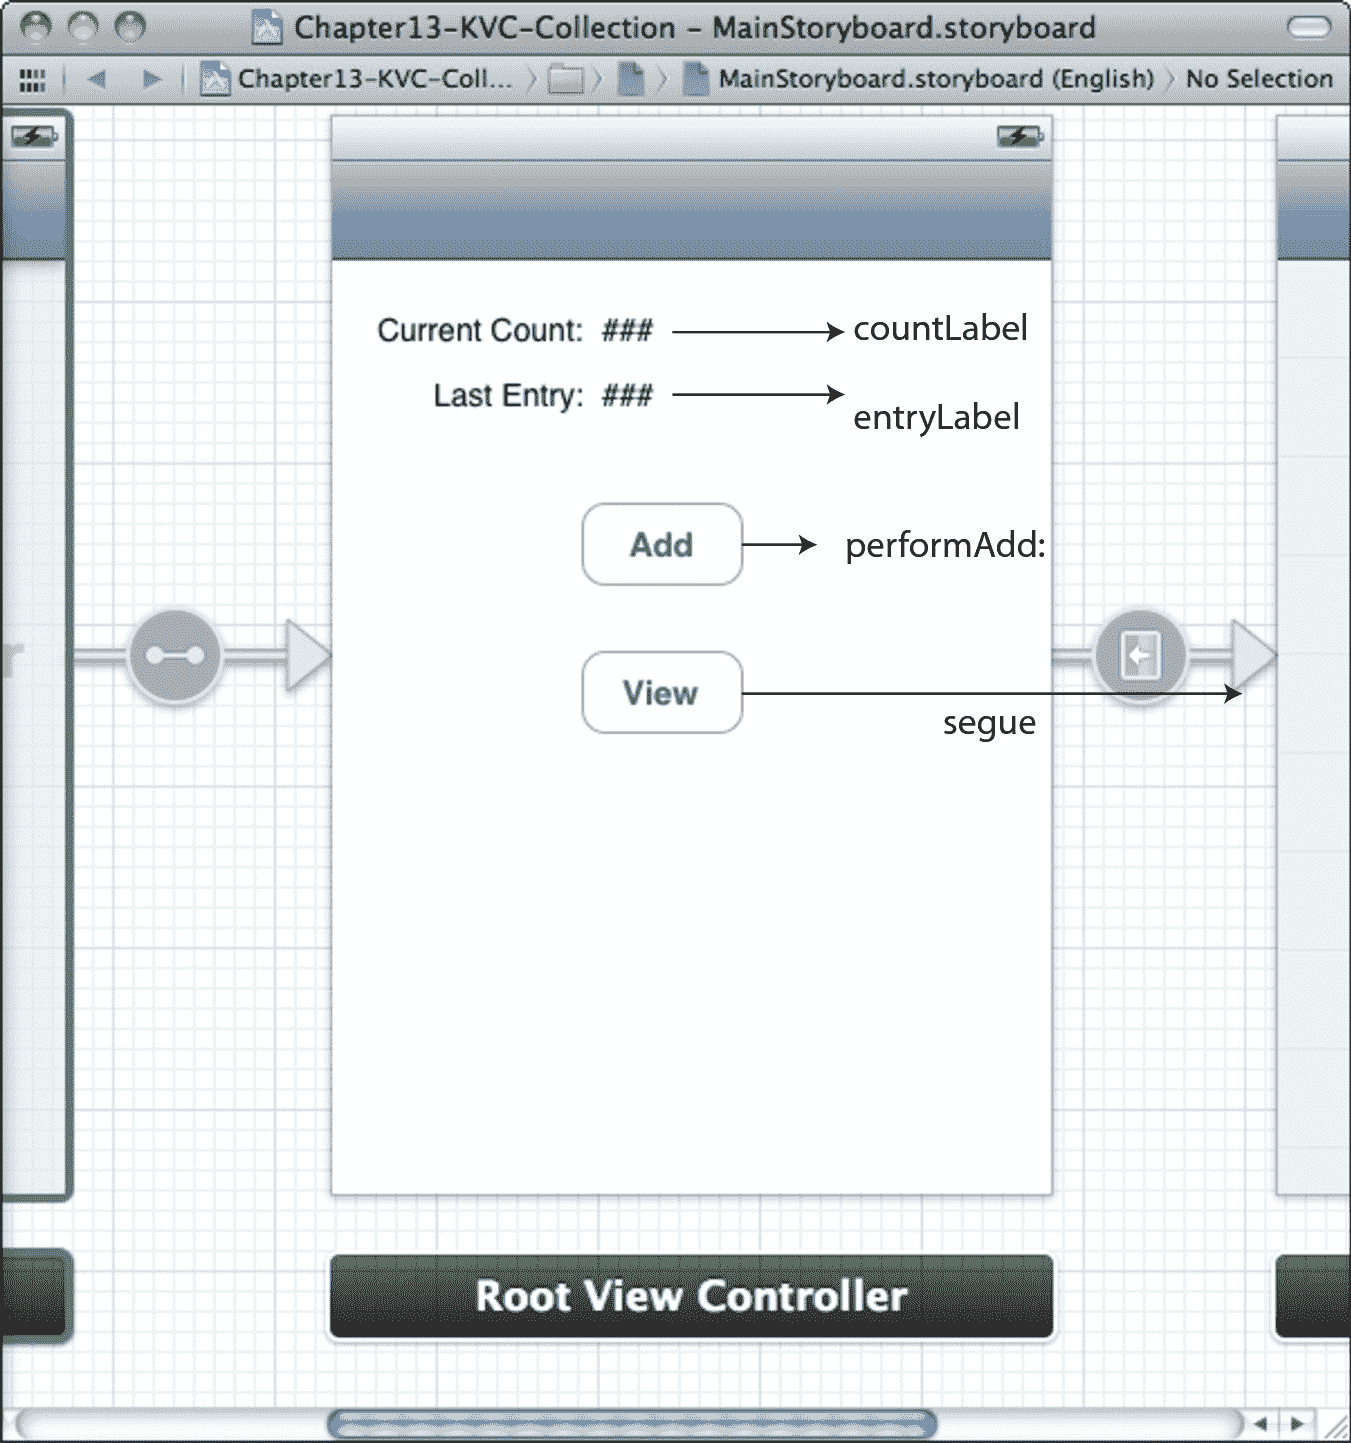 Chapter13-KVC-Collection – MainStoryboard.storyboard
Chapter13-KVC-Coll... MainStoryboard.storyboard (English) No Selection
Current Count: ### countLabel
Last Entry: ### entryLabel
Add performAdd:
View segue
Root View Controller